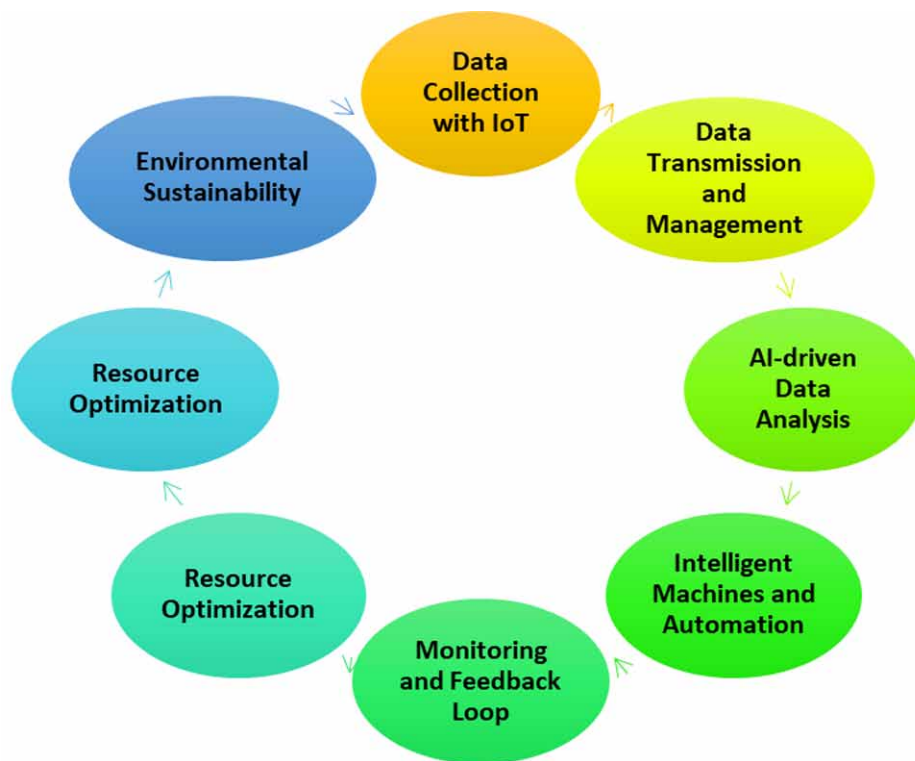 Data
Collection
with IoT
Data
Transmission
and
Management
AI-driven
Data
Analysis
Intelligent
Machines and
Automation
Monitoring
and Feedback
Loop
Resource
Optimization
Resource
Optimization
Environmental
Sustainability